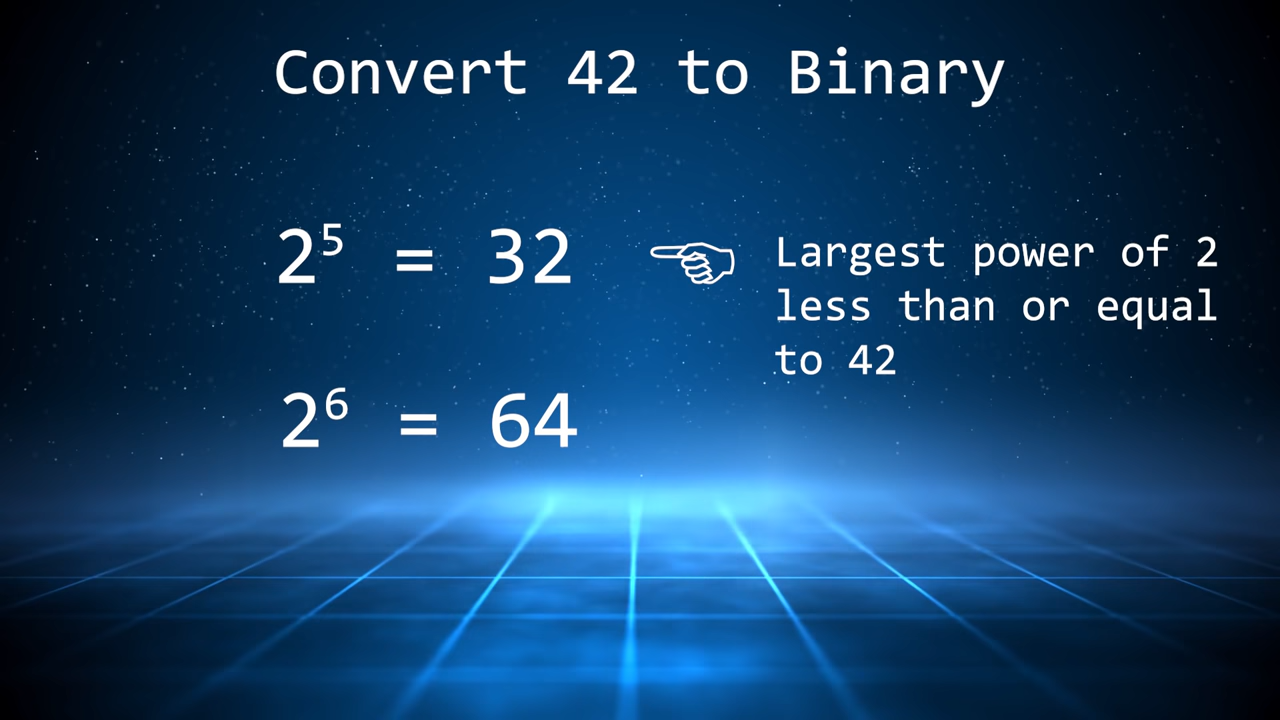 Convert 42 to Binary
2⁵ = 32
Largest power of 2
less than or equal
to 42
2⁶ = 64